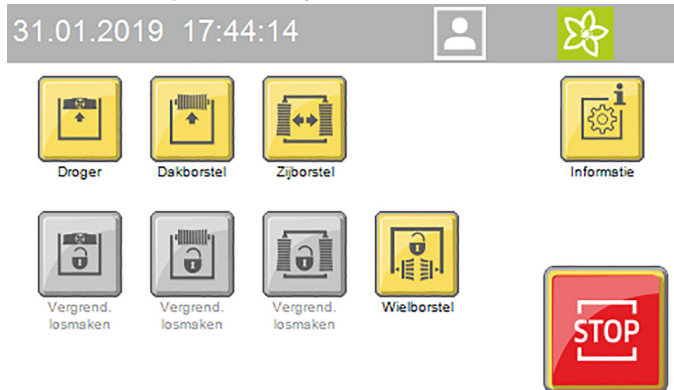 31.01.2019 17:44:14
Droger
Dakborstel
Zijborstel
Informatie
Vergrend.
losmaken
Vergrend.
losmaken
Vergrend.
losmaken
Wielborstel
STOP